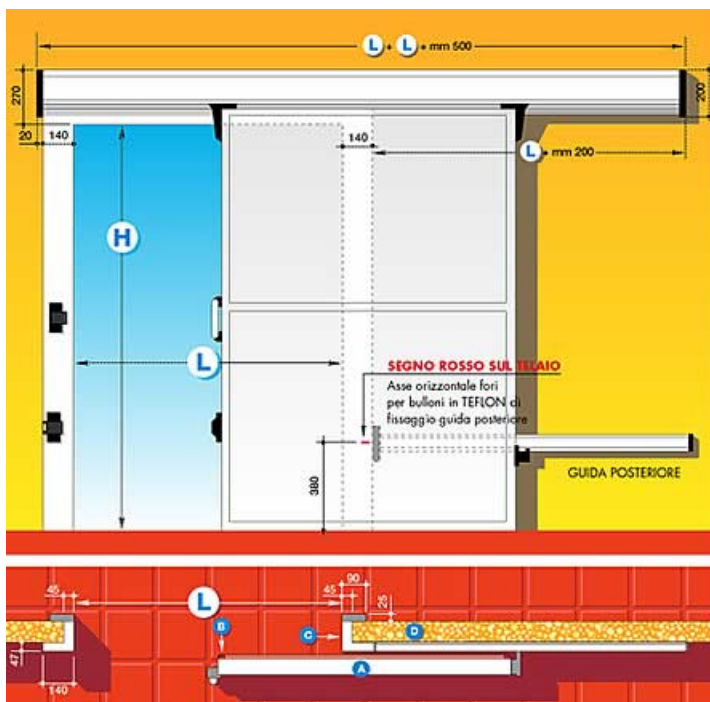 L + L + mm 500
270
200
20
140
140
L + mm 200
H
L
SEGNO ROSSO SUL TELAIO
Asse orizzontale fori
per bulloni in TEFLON di
fissaggio guida posteriore
380
GUIDA POSTERIORE
45
L
45
90
25
B
C
D
A
47
140